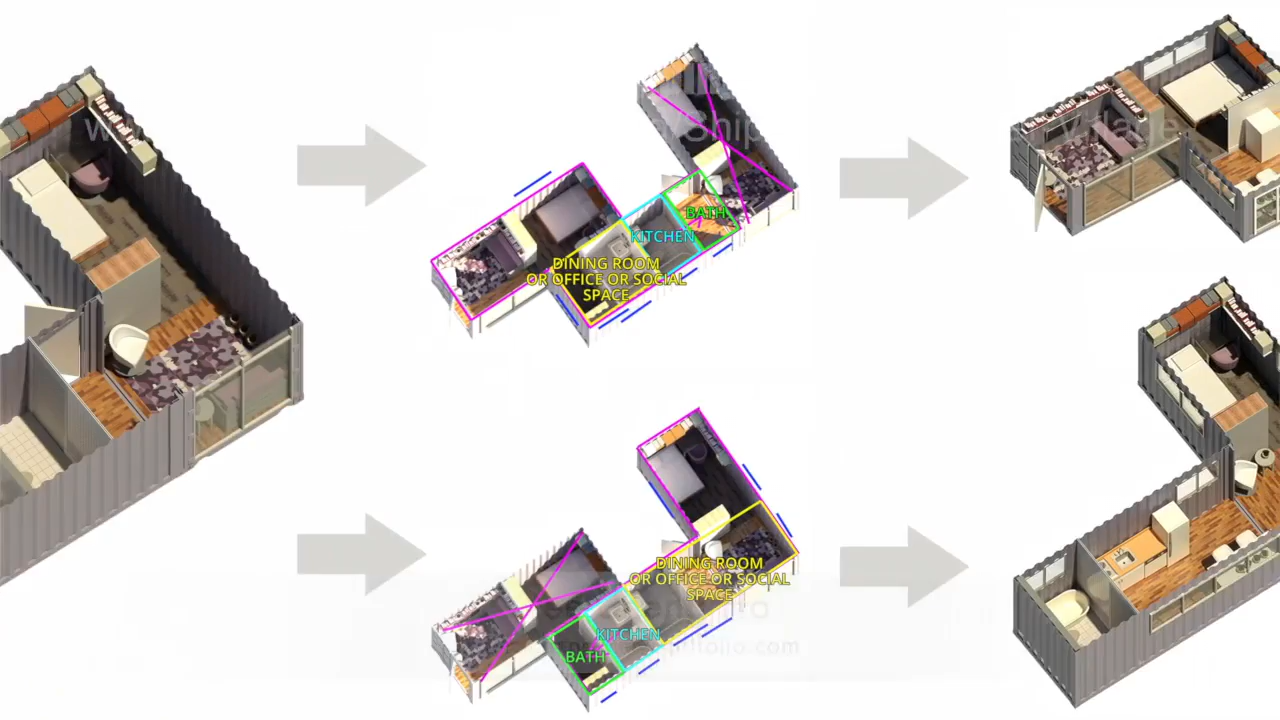 BATH
KITCHEN
DINING ROOM
OR OFFICE OR SOCIAL
SPACE
DINING ROOM
OR OFFICE OR SOCIAL
SPACE
KITCHEN
BATH